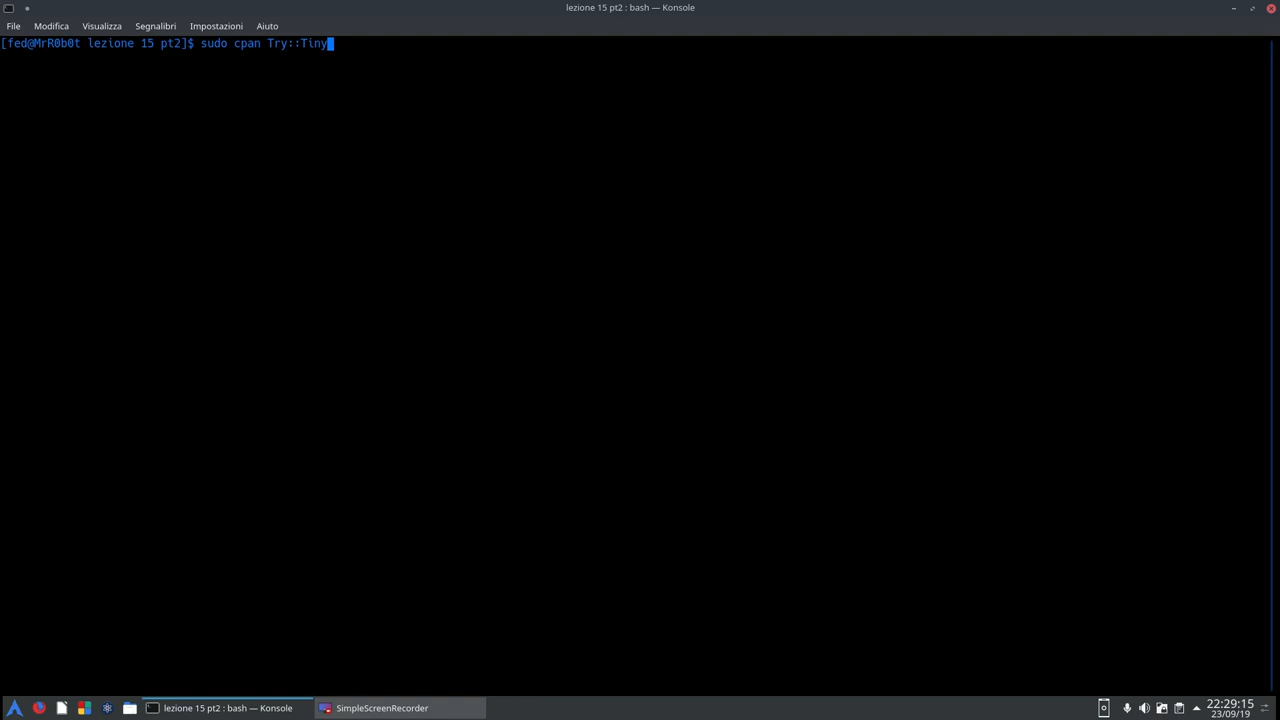 lezione 15 pt2 : bash — Konsole
File Modifica Visualizza Segnalibri Impostazioni Aiuto
[fed@MrR0b0t lezione 15 pt2]$ sudo cpan Try::Tiny
lezione 15 pt2 : bash — Konsole
SimpleScreenRecorder
22:29:15
23/09/19